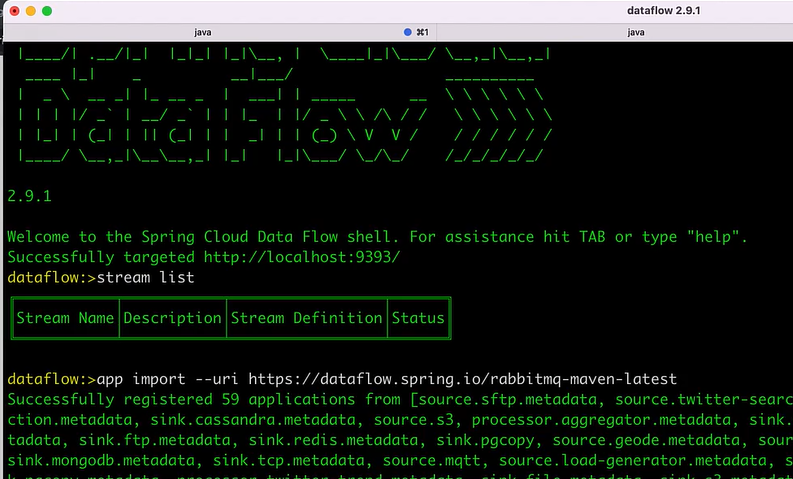 dataflow 2.9.1
java ⌘1 java
2.9.1
Welcome to the Spring Cloud Data Flow shell. For assistance hit TAB or type "help".
Successfully targeted http://localhost:9393/
dataflow:>stream list
Stream Name Description Stream Definition Status
dataflow:>app import --uri https://dataflow.spring.io/rabbitmq-maven-latest
Successfully registered 59 applications from [source.sftp.metadata, source.twitter-searc
ction.metadata, sink.cassandra.metadata, source.s3, processor.aggregator.metadata, sink.
tadata, sink.ftp.metadata, sink.redis.metadata, sink.pgcopy, source.geode.metadata, sour
sink.mongodb.metadata, sink.tcp.metadata, source.mqtt, source.load-generator.metadata, s